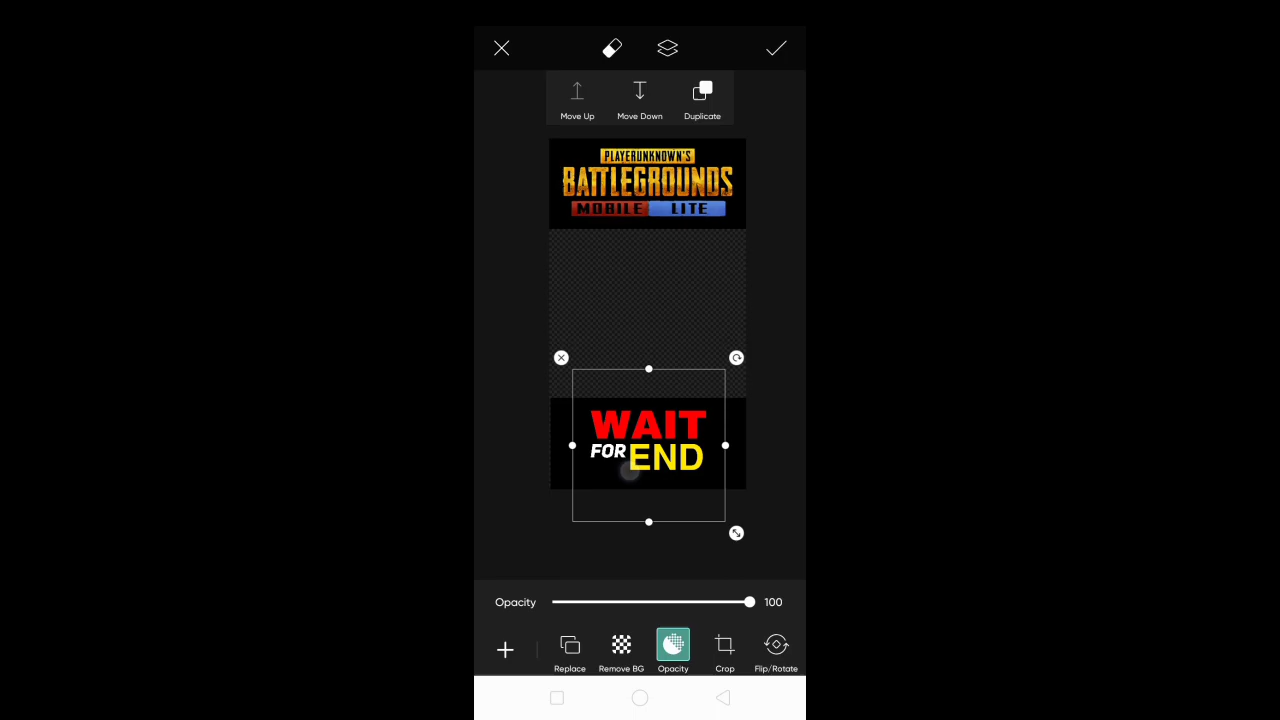 Move Up Move Down Duplicate
PLAYERUNKNOWN'S
BATTLEGROUNDS
MOBILE LITE
WAIT
FOR END
Opacity 100
Replace Remove BG Opacity Crop Flip/Rotate